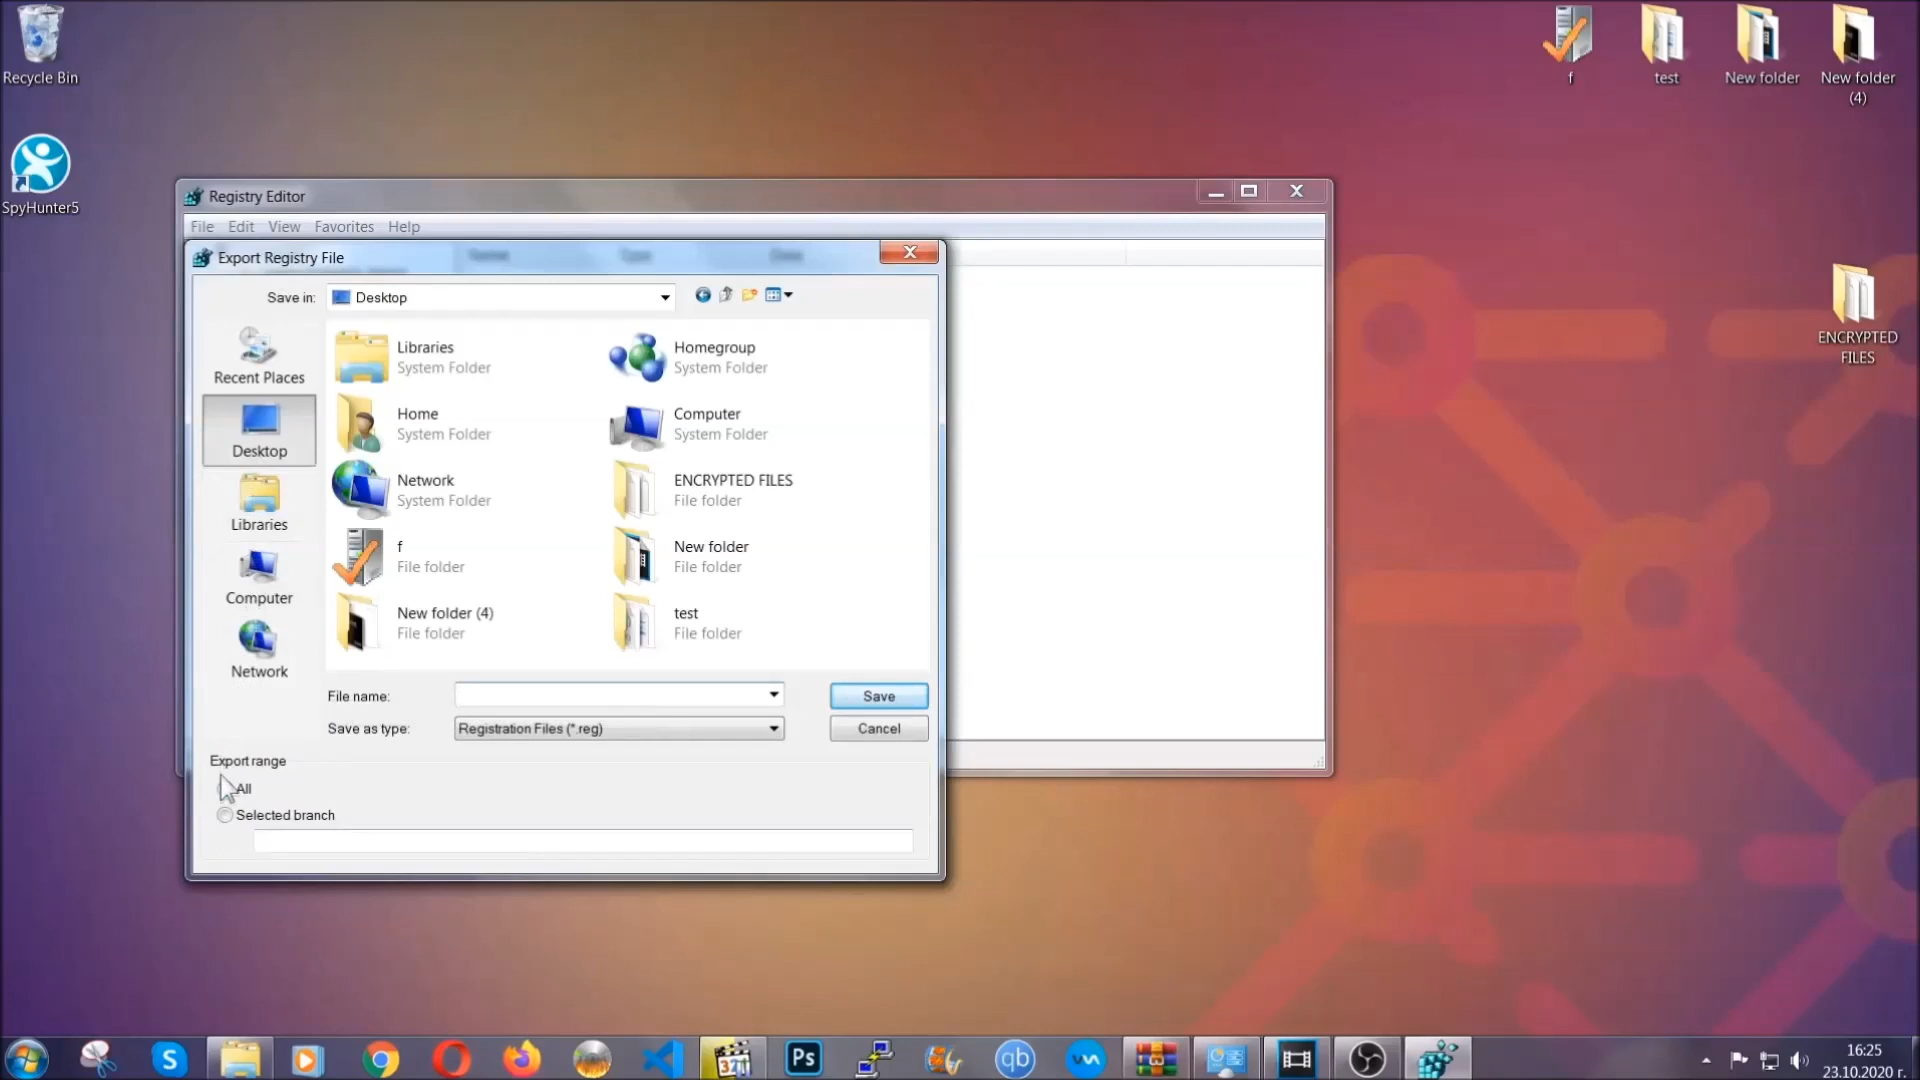 Recycle Bin
SpyHunter5
f
test
New folder
New folder
(4)
ENCRYPTED
FILES
Registry Editor
File Edit View Favorites Help
Export Registry File
Save in:
Desktop
Recent Places
Desktop
Libraries
Computer
Network
Libraries
System Folder
Homegroup
System Folder
Home
System Folder
Computer
System Folder
Network
System Folder
ENCRYPTED FILES
File folder
f
File folder
New folder
File folder
New folder (4)
File folder
test
File folder
File name:
Save
Save as type:
Registration Files (*.reg)
Cancel
Export range
All
Selected branch
S
321
Ps
qb
16:25
23.10.2020 г.